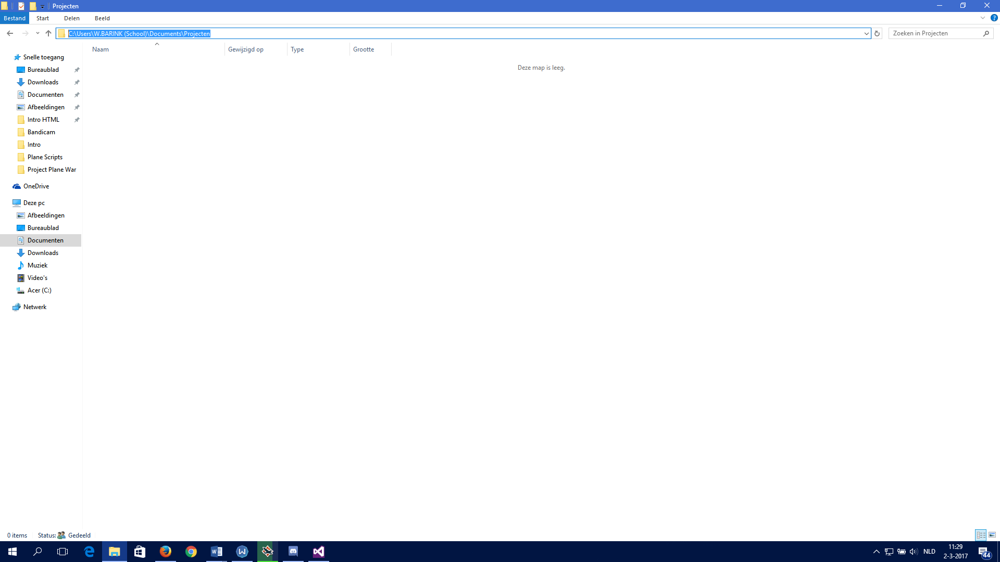 Projecten
Bestand Start Delen Beeld
C:\Users\W.BARINK (School)\Documents\Projecten
Zoeken in Projecten
Naam Gewijzigd op Type Grootte
Deze map is leeg.
Snelle toegang
Bureaublad
Downloads
Documenten
Afbeeldingen
Intro HTML
Bandicam
Intro
Plane Scripts
Project Plane War
OneDrive
Deze pc
Afbeeldingen
Bureaublad
Documenten
Downloads
Muziek
Video's
Acer (C:)
Netwerk
0 items Status: Gedeeld
NLD
11:29
2-3-2017
44